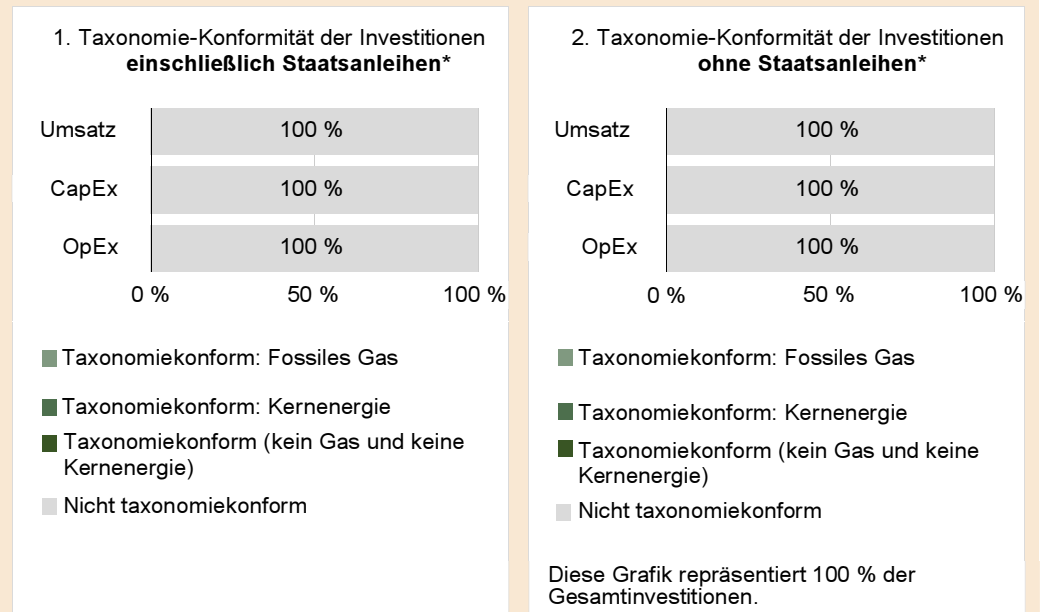 1. Taxonomie-Konformität der Investitionen
einschließlich Staatsanleihen*
Umsatz 100 %
CapEx 100 %
OpEx 100 %
0 % 50 % 100 %
Taxonomiekonform: Fossiles Gas
Taxonomiekonform: Kernenergie
Taxonomiekonform (kein Gas und keine
Kernenergie)
Nicht taxonomiekonform
2. Taxonomie-Konformität der Investitionen
ohne Staatsanleihen*
Umsatz 100 %
CapEx 100 %
OpEx 100 %
0 % 50 % 100 %
Taxonomiekonform: Fossiles Gas
Taxonomiekonform: Kernenergie
Taxonomiekonform (kein Gas und keine
Kernenergie)
Nicht taxonomiekonform
Diese Grafik repräsentiert 100 % der
Gesamtinvestitionen.